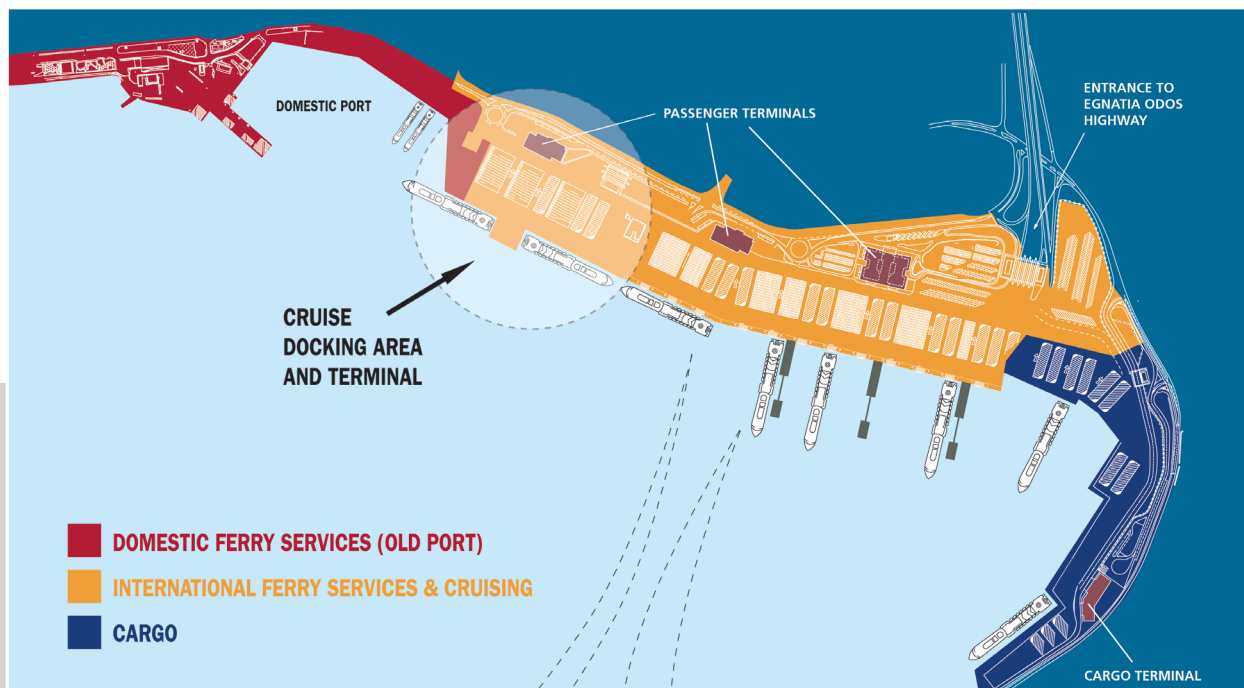 DOMESTIC PORT
PASSENGER TERMINALS
ENTRANCE TO
EGNATIA ODOS
HIGHWAY
CRUISE
DOCKING AREA
AND TERMINAL
DOMESTIC FERRY SERVICES (OLD PORT)
INTERNATIONAL FERRY SERVICES & CRUISING
CARGO
CARGO TERMINAL